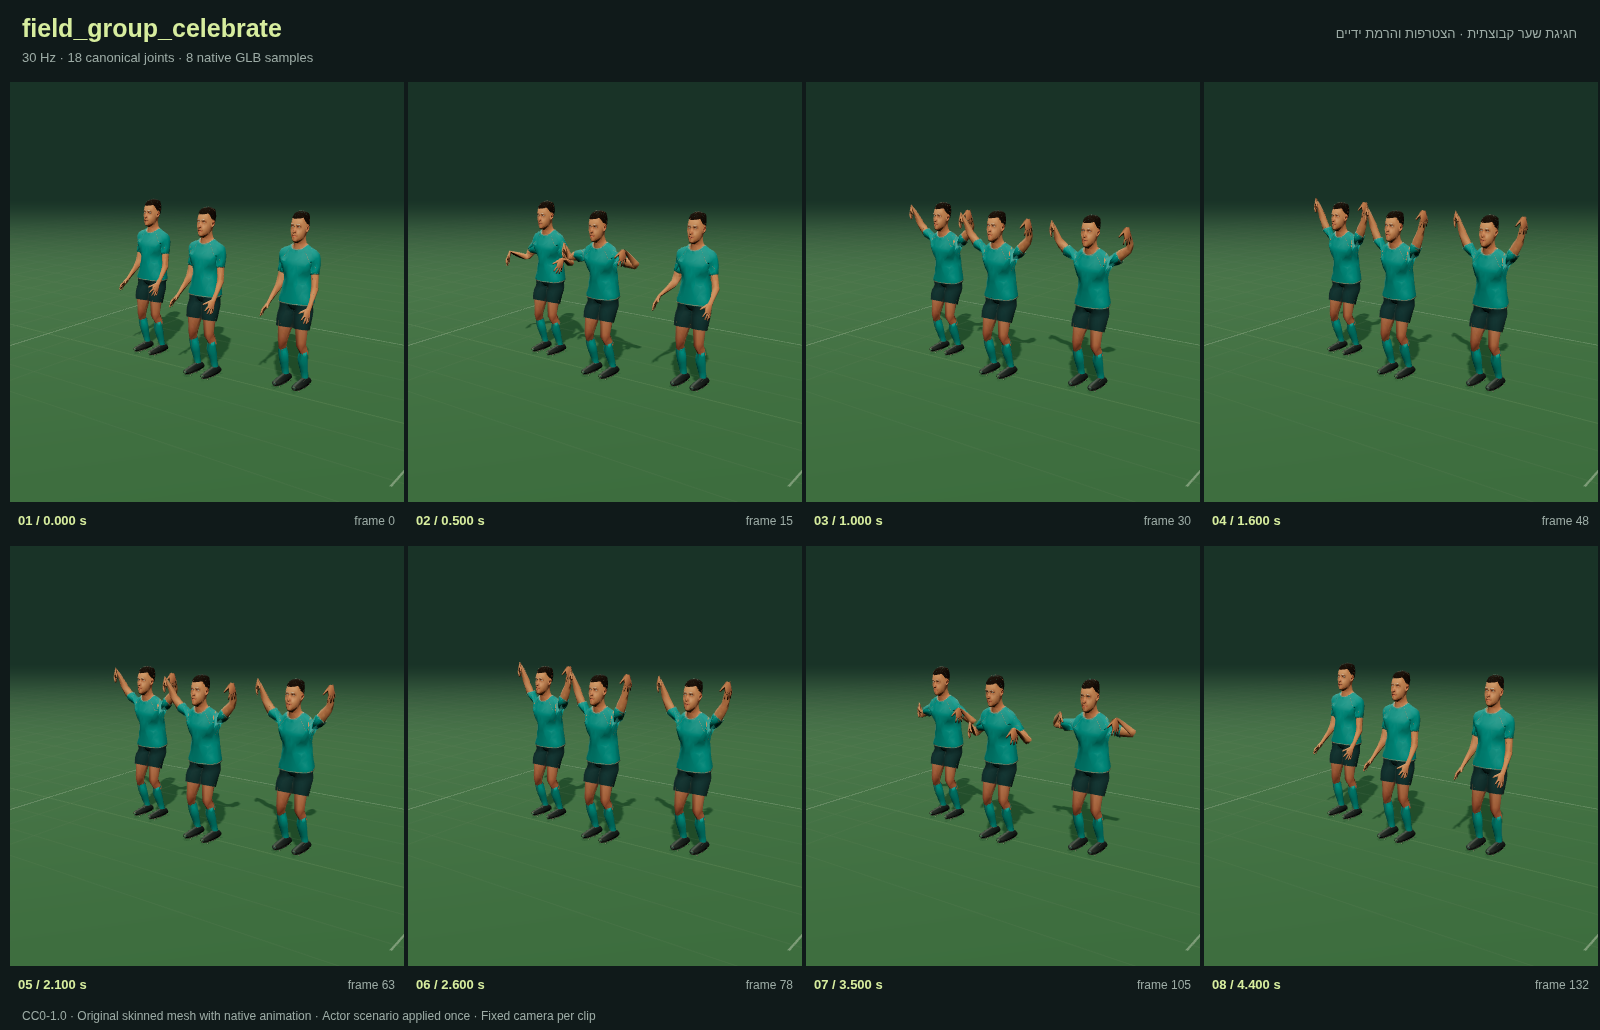 field_group_celebrate
חגיגת שער קבוצתית · הצטרפות והרמת ידיים
30 Hz · 18 canonical joints · 8 native GLB samples
01 / 0.000 s frame 0
02 / 0.500 s frame 15
03 / 1.000 s frame 30
04 / 1.600 s frame 48
05 / 2.100 s frame 63
06 / 2.600 s frame 78
07 / 3.500 s frame 105
08 / 4.400 s frame 132
CC0-1.0 · Original skinned mesh with native animation · Actor scenario applied once · Fixed camera per clip